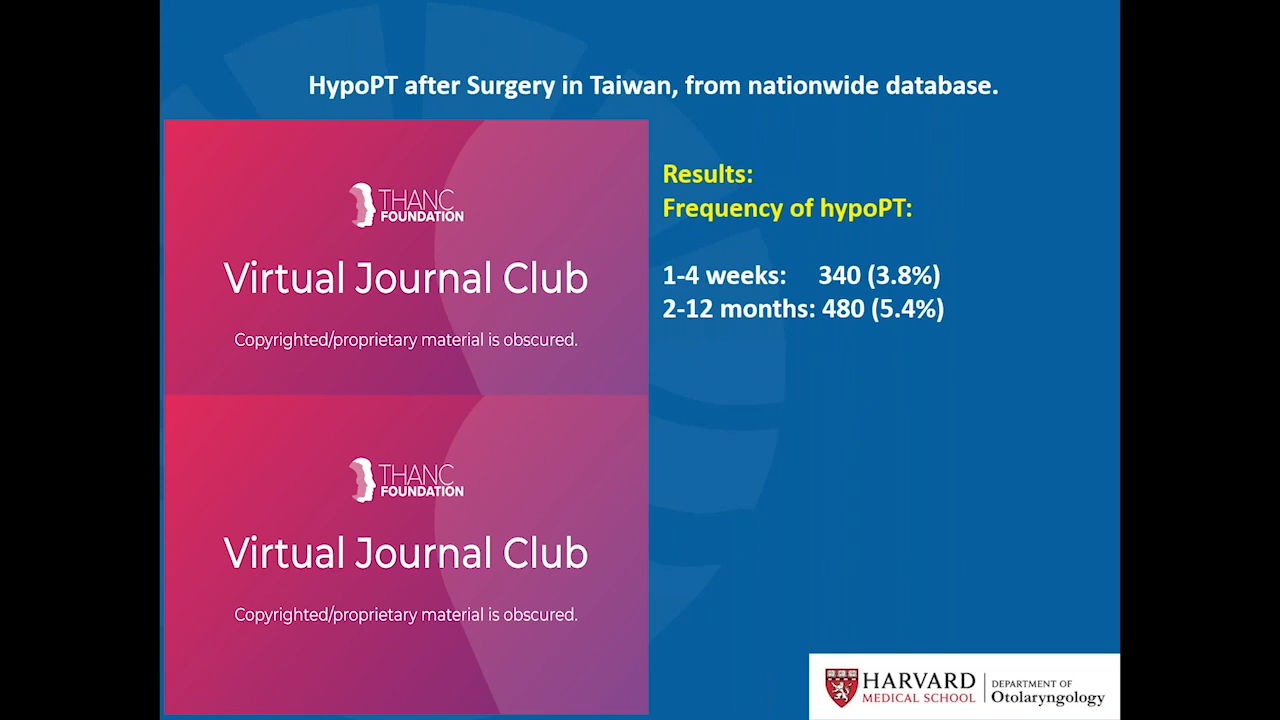 HypoPT after Surgery in Taiwan, from nationwide database.
THANC
FOUNDATION
Virtual Journal Club
Copyrighted/proprietary material is obscured.
THANC
FOUNDATION
Virtual Journal Club
Copyrighted/proprietary material is obscured.
Results:
Frequency of hypoPT:
1-4 weeks: 340 (3.8%)
2-12 months: 480 (5.4%)
HARVARD
MEDICAL SCHOOL
DEPARTMENT OF
Otolaryngology